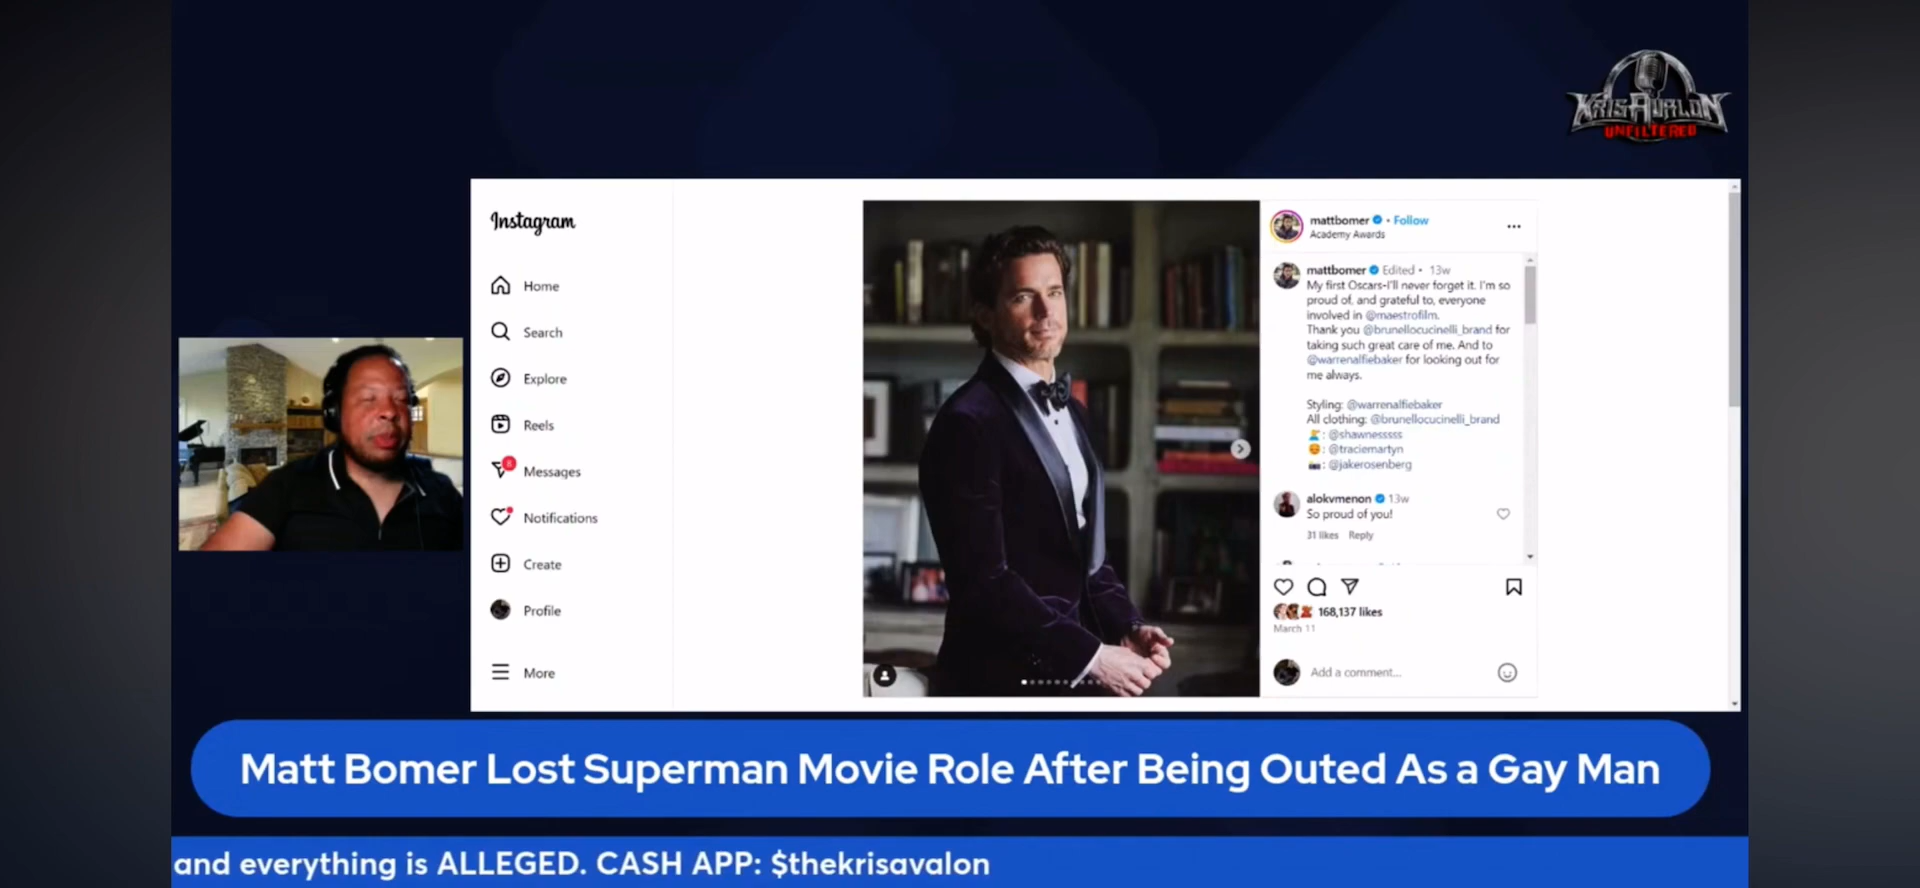 KRISAVALON
UNFILTERED
Instagram
Home
Search
Explore
Reels
8
Messages
Notifications
Create
Profile
More
mattbomer • Follow
Academy Awards
mattbomer Edited • 13w
My first Oscars-I'll never forget it. I'm so
proud of, and grateful to, everyone
involved in @maestrofilm.
Thank you @brunellocucinelli_brand for
taking such great care of me. And to
@warrenalfiebaker for looking out for
me always.
Styling: @warrenalfiebaker
All clothing: @brunellocucinelli_brand
: @shawnesssss
: @traciemartyn
: @jakerosenberg
alokvmenon 13w
So proud of you!
31 likes Reply
168,137 likes
March 11
Add a comment...
Matt Bomer Lost Superman Movie Role After Being Outed As a Gay Man
and everything is ALLEGED. CASH APP: $thekrisavalon